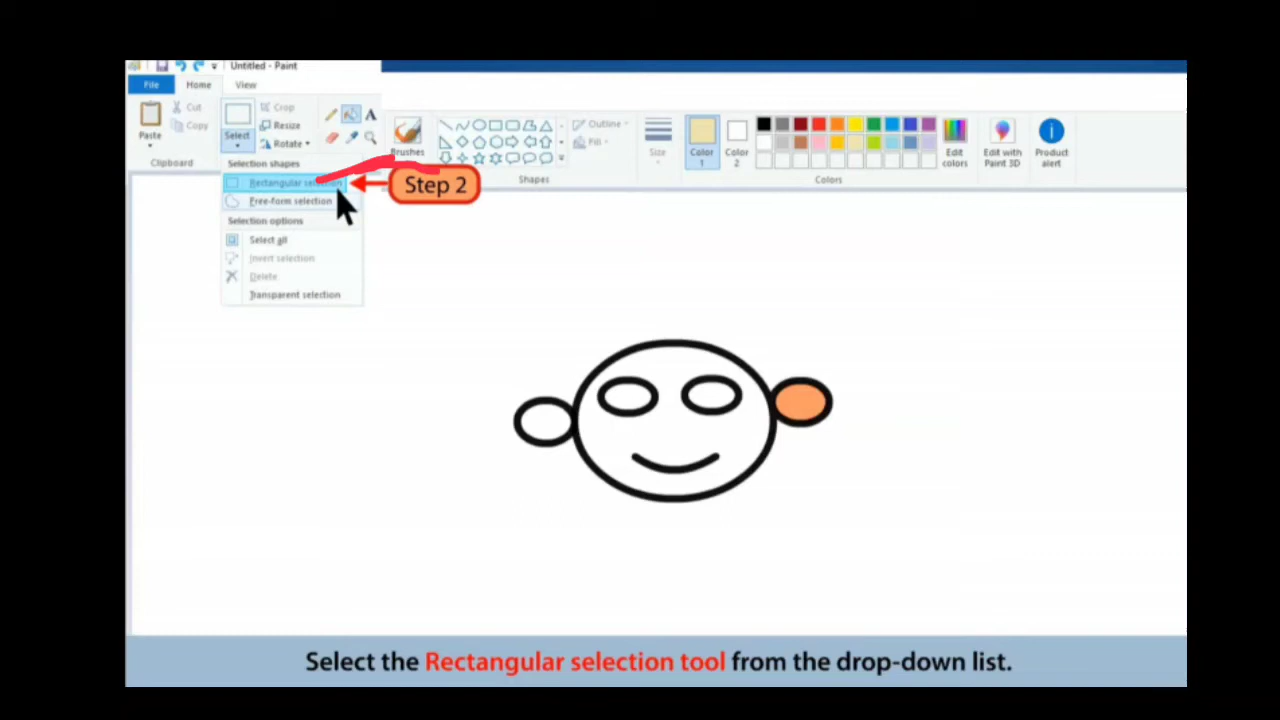 Untitled - Paint
File Home View
Paste
Cut
Copy
Clipboard
Select
Crop
Resize
Rotate
A
Brushes
Shapes
Outline
Fill
Size
Color
1
Color
2
Colors
Edit
colors
Edit with
Paint 3D
Product
alert
Selection shapes
Rectangular selection
Step 2
Free-form selection
Selection options
Select all
Invert selection
Delete
Transparent selection
Select the Rectangular selection tool from the drop-down list.